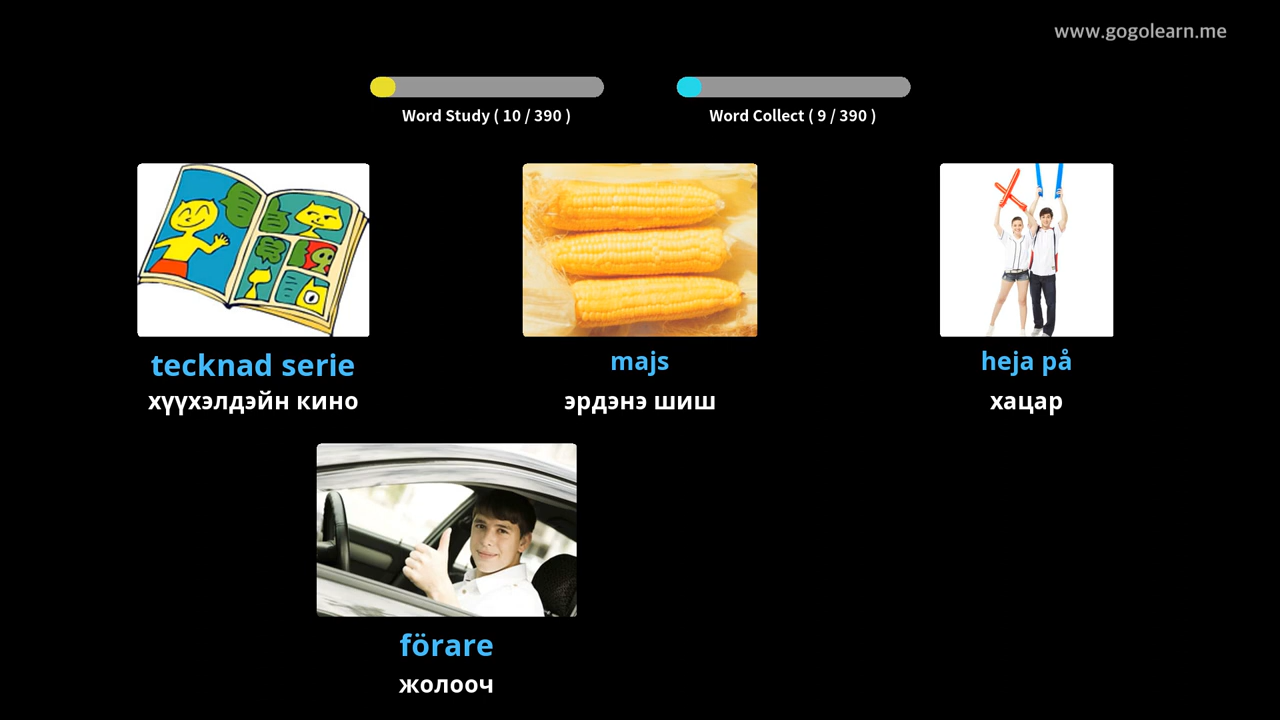 www.gogolearn.me
Word Study ( 10 / 390 )
Word Collect ( 9 / 390 )
tecknad serie
хүүхэлдэйн кино
majs
эрдэнэ шиш
heja på
хацар
förare
жолооч